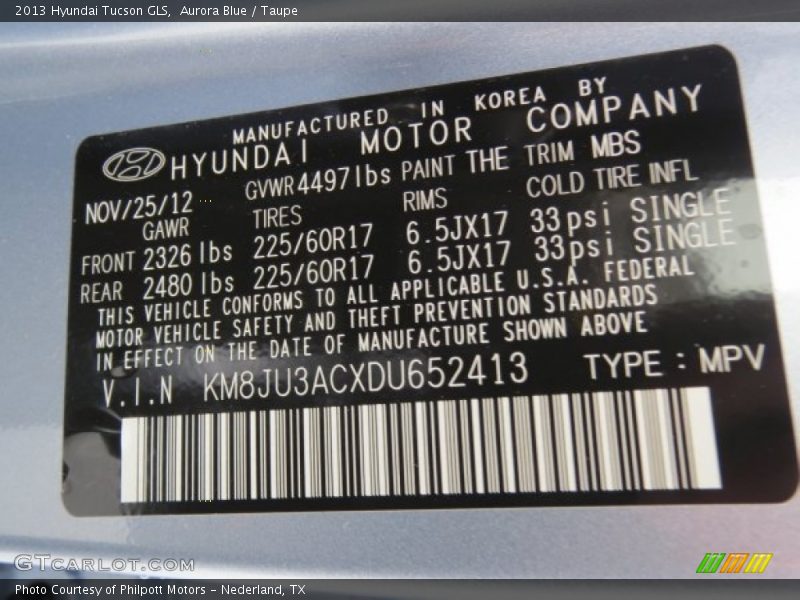 2013 Hyundai Tucson GLS, Aurora Blue / Taupe
MANUFACTURED IN KOREA BY
HYUNDAI MOTOR COMPANY
NOV/25/12 GVWR 4497 lbs PAINT THE TRIM MBS
GAWR TIRES RIMS COLD TIRE INFL
FRONT 2326 lbs 225/60R17 6.5JX17 33psi SINGLE
REAR 2480 lbs 225/60R17 6.5JX17 33psi SINGLE
THIS VEHICLE CONFORMS TO ALL APPLICABLE U.S.A. FEDERAL
MOTOR VEHICLE SAFETY AND THEFT PREVENTION STANDARDS
IN EFFECT ON THE DATE OF MANUFACTURE SHOWN ABOVE
V.I.N KM8JU3ACXDU652413 TYPE : MPV
GTcarlot.com
Photo Courtesy of Philpott Motors - Nederland, TX